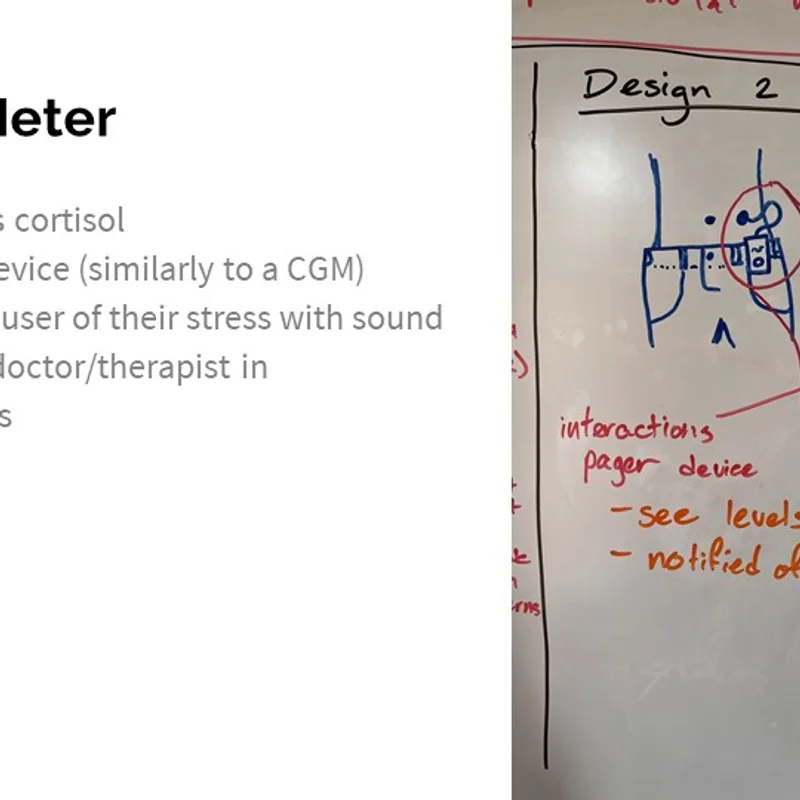 leter
s cortisol
evice (similarly to a CGM)
user of their stress with sound
doctor/therapist in
s
Design 2
interactions
pager device
- see levels
- notified of
rns